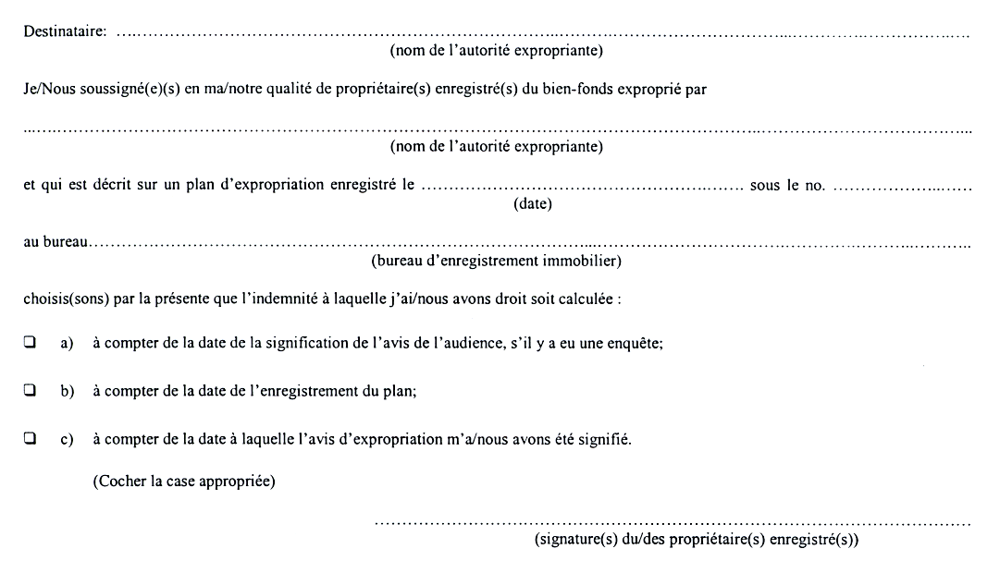 Destinataire: ........................................................................................................................
(nom de l'autorité expropriante)
Je/Nous soussigné(e)(s) en ma/notre qualité de propriétaire(s) enregistré(s) du bien-fonds exproprié par
........................................................................................................................
(nom de l'autorité expropriante)
et qui est décrit sur un plan d'expropriation enregistré le ............................................................ sous le no. ..........................
(date)
au bureau........................................................................................................................
(bureau d'enregistrement immobilier)
choisis(sons) par la présente que l'indemnité à laquelle j'ai/nous avons droit soit calculée :
❏ a) à compter de la date de la signification de l'avis de l'audience, s'il y a eu une enquête;
❏ b) à compter de la date de l'enregistrement du plan;
❏ c) à compter de la date à laquelle l'avis d'expropriation m'a/nous avons été signifié.
(Cocher la case appropriée)
................................................................................
(signature(s) du/des propriétaire(s) enregistré(s))